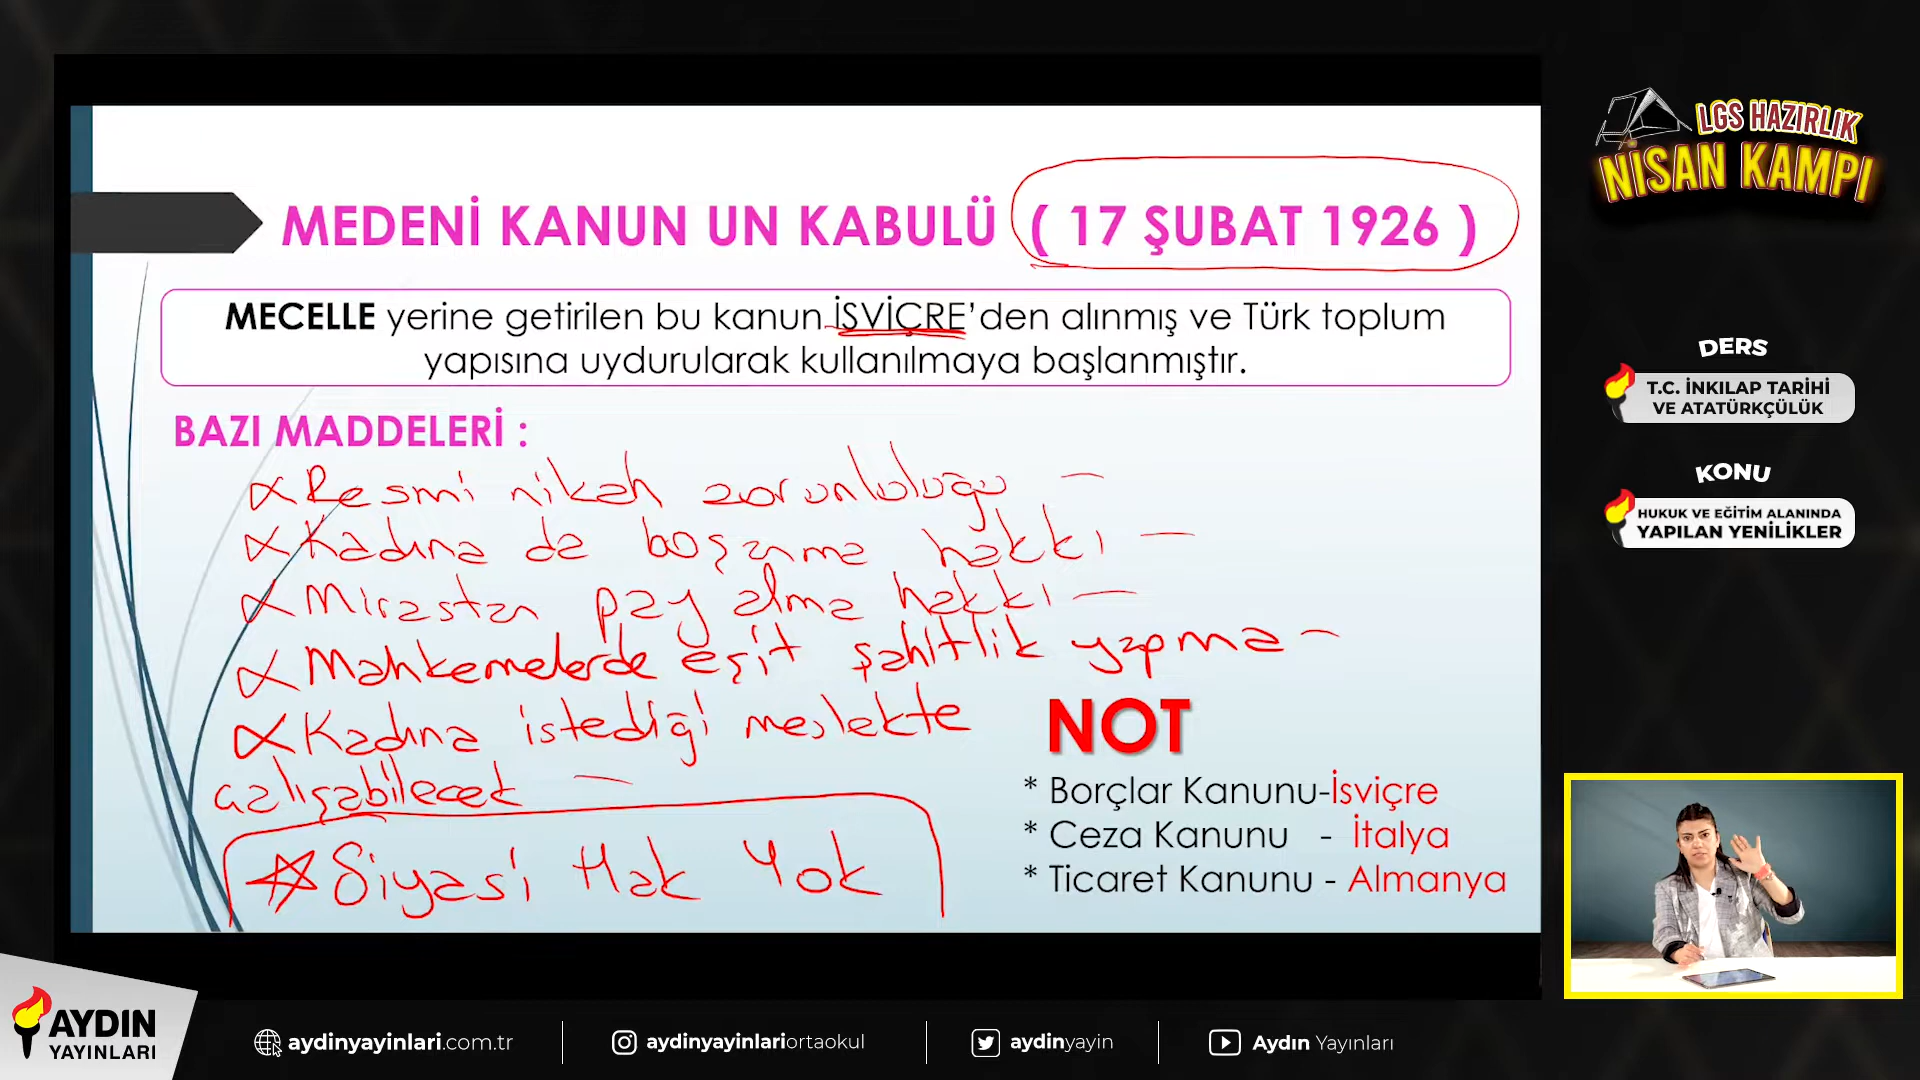 LGS HAZIRLIK
NİSAN KAMPI
MEDENİ KANUN UN KABULÜ ( 17 ŞUBAT 1926 )
MECELLE yerine getirilen bu kanun İSVİÇRE'den alınmış ve Türk toplum
yapısına uydurularak kullanılmaya başlanmıştır.
BAZI MADDELERİ :
Resmi nikah zorunluluğu –
Kadına da boşanma hakkı –
Mirastan pay alma hakkı –
Mahkemelerde eşit şahitlik yapma –
Kadına istediği meslekte
çalışabilecek –
Siyasi Hak Yok
NOT
* Borçlar Kanunu-İsviçre
* Ceza Kanunu - İtalya
* Ticaret Kanunu - Almanya
DERS
T.C. İNKILAP TARİHİ
VE ATATÜRKÇÜLÜK
KONU
HUKUK VE EĞİTİM ALANINDA
YAPILAN YENİLİKLER
AYDIN
YAYINLARI
aydinyayinlari.com.tr
aydinyayinlariortaokul
aydinyayin
Aydın Yayınları